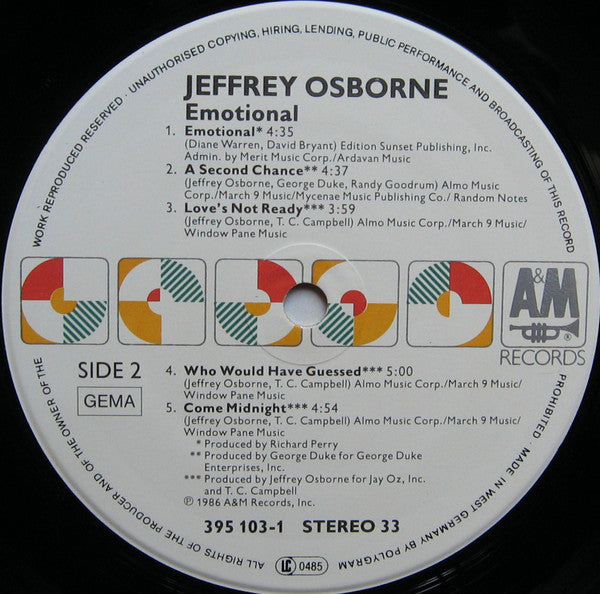 WORK REPRODUCED RESERVED · UNAUTHORISED COPYING, HIRING, LENDING, PUBLIC PERFORMANCE AND BROADCASTING OF THIS RECORD
JEFFREY OSBORNE
Emotional
1. Emotional* 4:35
(Diane Warren, David Bryant) Edition Sunset Publishing, Inc.
Admin. by Merit Music Corp./Ardavan Music
2. A Second Chance** 4:37
(Jeffrey Osborne, George Duke, Randy Goodrum) Almo Music
Corp./March 9 Music/Mycenae Music Publishing Co./ Random Notes
3. Love's Not Ready*** 3:59
(Jeffrey Osborne, T. C. Campbell) Almo Music Corp./March 9 Music/
Window Pane Music
A&M
®
RECORDS
SIDE 2
GEMA
4. Who Would Have Guessed*** 5:00
(Jeffrey Osborne, T. C. Campbell) Almo Music Corp./March 9 Music/
Window Pane Music
5. Come Midnight*** 4:54
(Jeffrey Osborne, T. C. Campbell) Almo Music Corp./March 9 Music/
Window Pane Music
* Produced by Richard Perry
** Produced by George Duke for George Duke
Enterprises, Inc.
*** Produced by Jeffrey Osborne for Jay Oz, Inc.
and T. C. Campbell
℗ 1986 A&M Records, Inc.
395 103-1 STEREO 33
LC 0485
ALL RIGHTS OF THE PRODUCER AND OF THE OWNER OF THE
PROHIBITED · MADE IN WEST GERMANY BY POLYGRAM